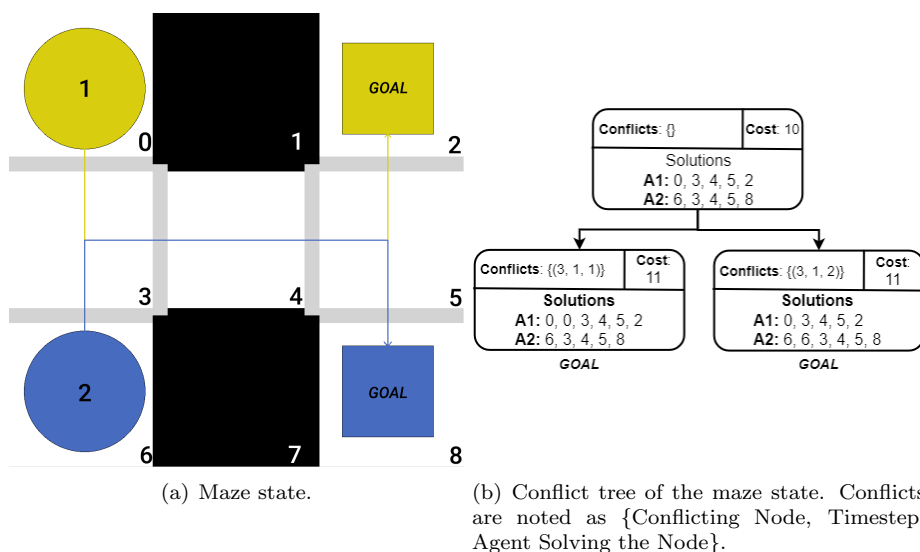 1
GOAL
0
1
2
3
4
5
2
GOAL
6
7
8
(a) Maze state.
Conflicts: {}
Cost: 10
Solutions
A1: 0, 3, 4, 5, 2
A2: 6, 3, 4, 5, 8
Conflicts: {(3, 1, 1)}
Cost:
11
Solutions
A1: 0, 0, 3, 4, 5, 2
A2: 6, 3, 4, 5, 8
GOAL
Conflicts: {(3, 1, 2)}
Cost:
11
Solutions
A1: 0, 3, 4, 5, 2
A2: 6, 6, 3, 4, 5, 8
GOAL
(b) Conflict tree of the maze state. Conflicts
are noted as {Conflicting Node, Timestep
Agent Solving the Node}.